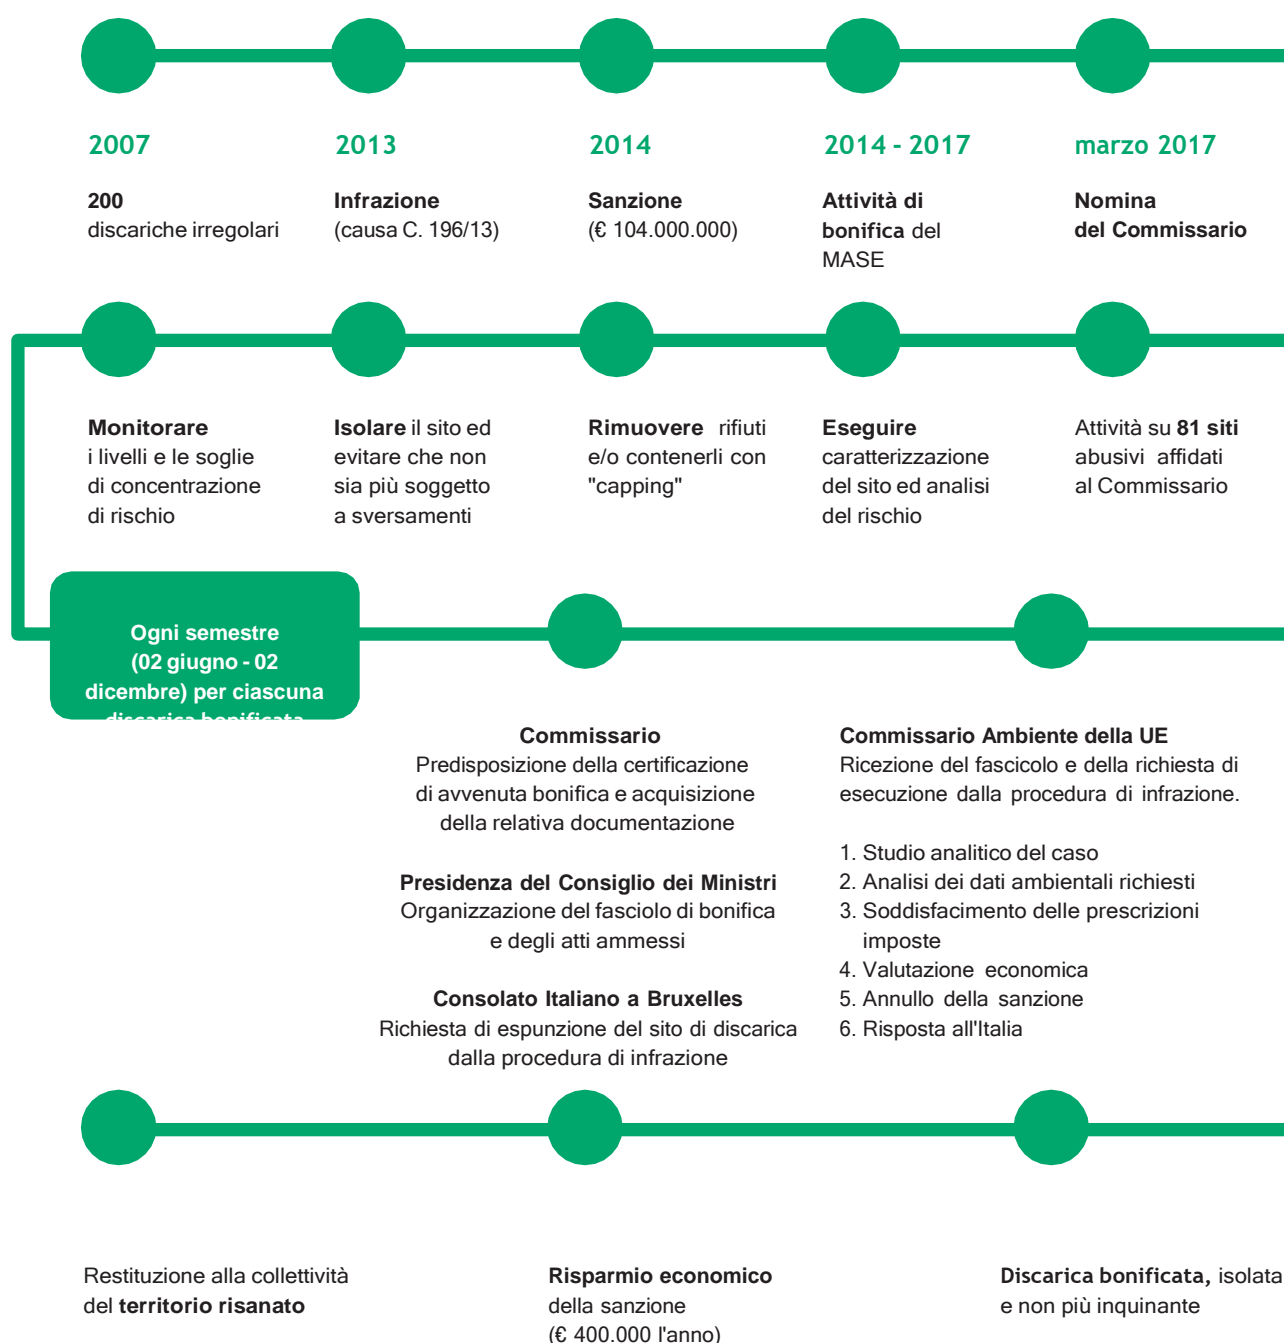 2007
200
discariche irregolari
2013
Infrazione
(causa C. 196/13)
2014
Sanzione
(€ 104.000.000)
2014 - 2017
Attività di
bonifica del
MASE
marzo 2017
Nomina
del Commissario
Monitorare
i livelli e le soglie
di concentrazione
di rischio
Isolare il sito ed
evitare che non
sia più soggetto
a sversamenti
Rimuovere rifiuti
e/o contenerli con
"capping"
Eseguire
caratterizzazione
del sito ed analisi
del rischio
Attività su 81 siti
abusivi affidati
al Commissario
Ogni semestre
(02 giugno - 02
dicembre) per ciascuna
discarica bonificata
Commissario
Predisposizione della certificazione
di avvenuta bonifica e acquisizione
della relativa documentazione
Presidenza del Consiglio dei Ministri
Organizzazione del fasciolo di bonifica
e degli atti ammessi
Consolato Italiano a Bruxelles
Richiesta di espunzione del sito di discarica
dalla procedura di infrazione
Commissario Ambiente della UE
Ricezione del fascicolo e della richiesta di
esecuzione dalla procedura di infrazione.
1. Studio analitico del caso
2. Analisi dei dati ambientali richiesti
3. Soddisfacimento delle prescrizioni
imposte
4. Valutazione economica
5. Annullo della sanzione
6. Risposta all'Italia
Restituzione alla collettività
del territorio risanato
Risparmio economico
della sanzione
(€ 400.000 l'anno)
Discarica bonificata, isolata
e non più inquinante